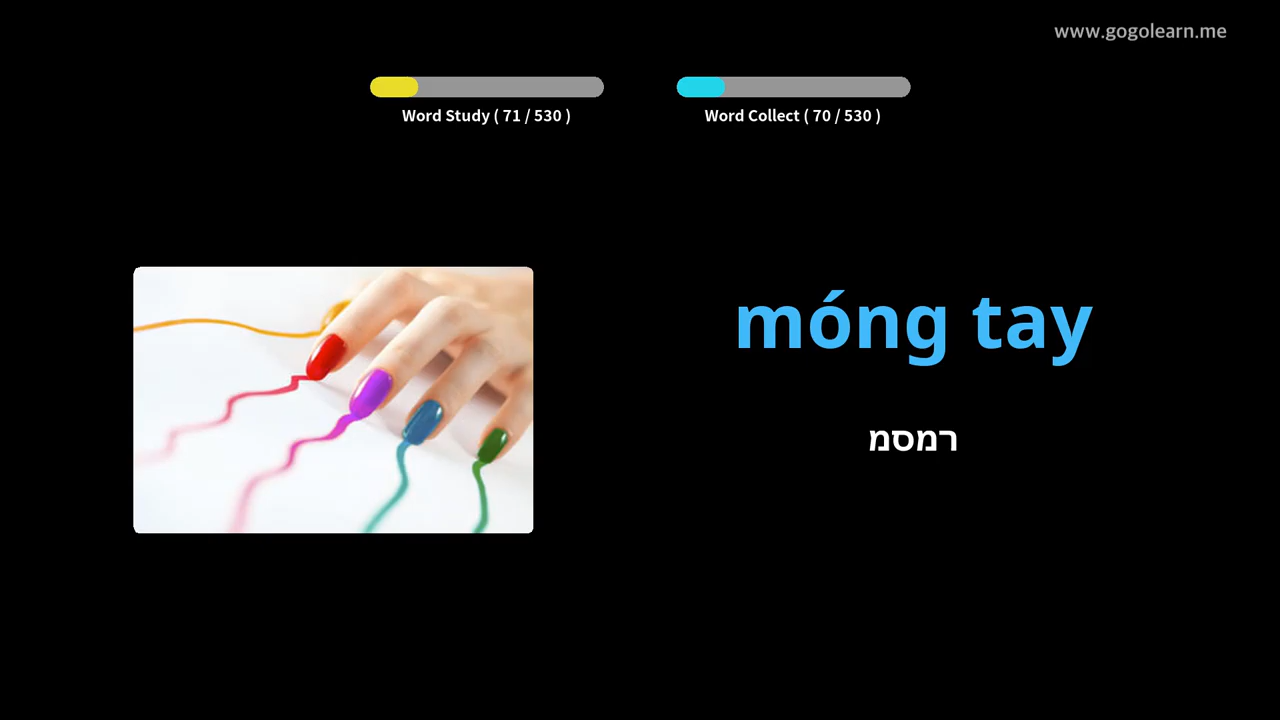 www.gogolearn.me
Word Study ( 71 / 530 )
Word Collect ( 70 / 530 )
móng tay
רמסמ